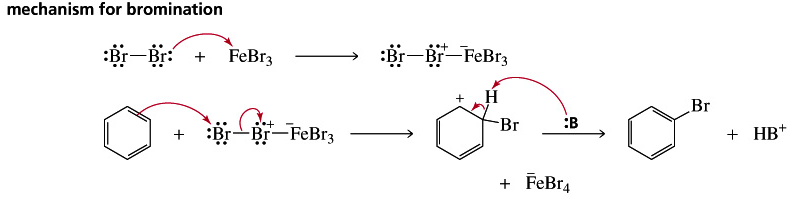 mechanism for bromination
:Br—Br: + FeBr₃ → :Br—Br⁺—⁻FeBr₃
+ :Br—Br⁺—⁻FeBr₃ → + H Br :B → Br + HB⁺
+ ⁻FeBr₄